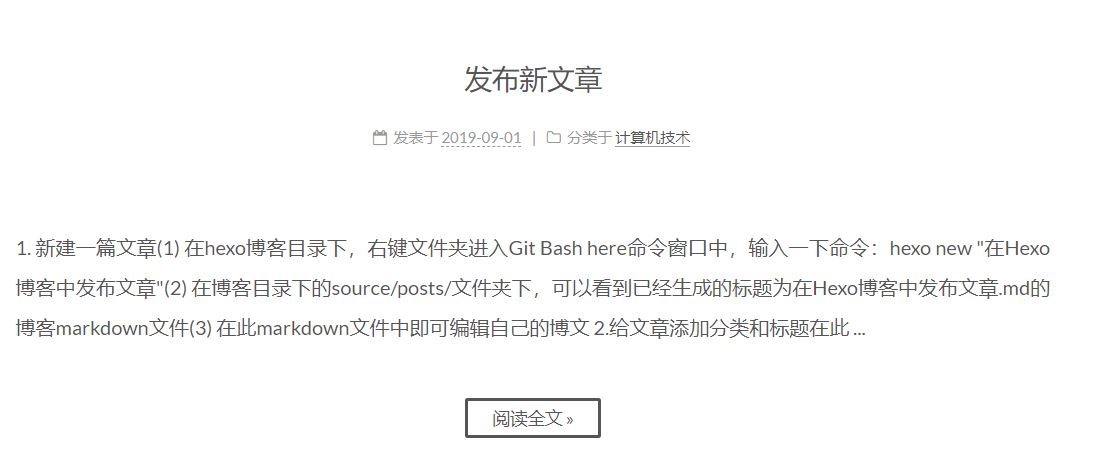 发布新文章
发表于 2019-09-01 | 分类于 计算机技术
1. 新建一篇文章(1) 在hexo博客目录下，右键文件夹进入Git Bash here命令窗口中，输入一下命令：hexo new "在Hexo
博客中发布文章"(2) 在博客目录下的source/posts/文件夹下，可以看到已经生成的标题为在Hexo博客中发布文章.md的
博客markdown文件(3) 在此markdown文件中即可编辑自己的博文 2.给文章添加分类和标题在此 ...
阅读全文 »